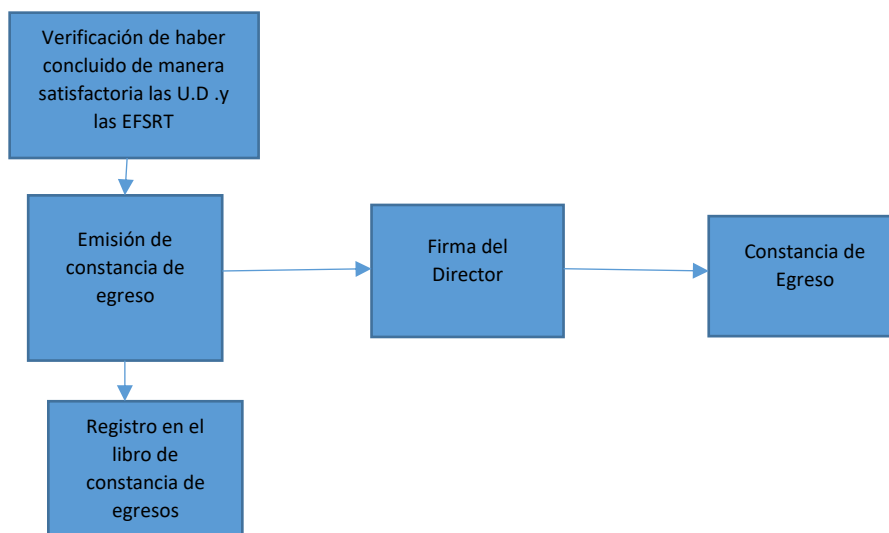 Verificación de haber
concluido de manera
satisfactoria las U.D .y
las EFSRT
Emisión de
constancia de
egreso
Firma del
Director
Constancia de
Egreso
Registro en el
libro de
constancia de
egresos